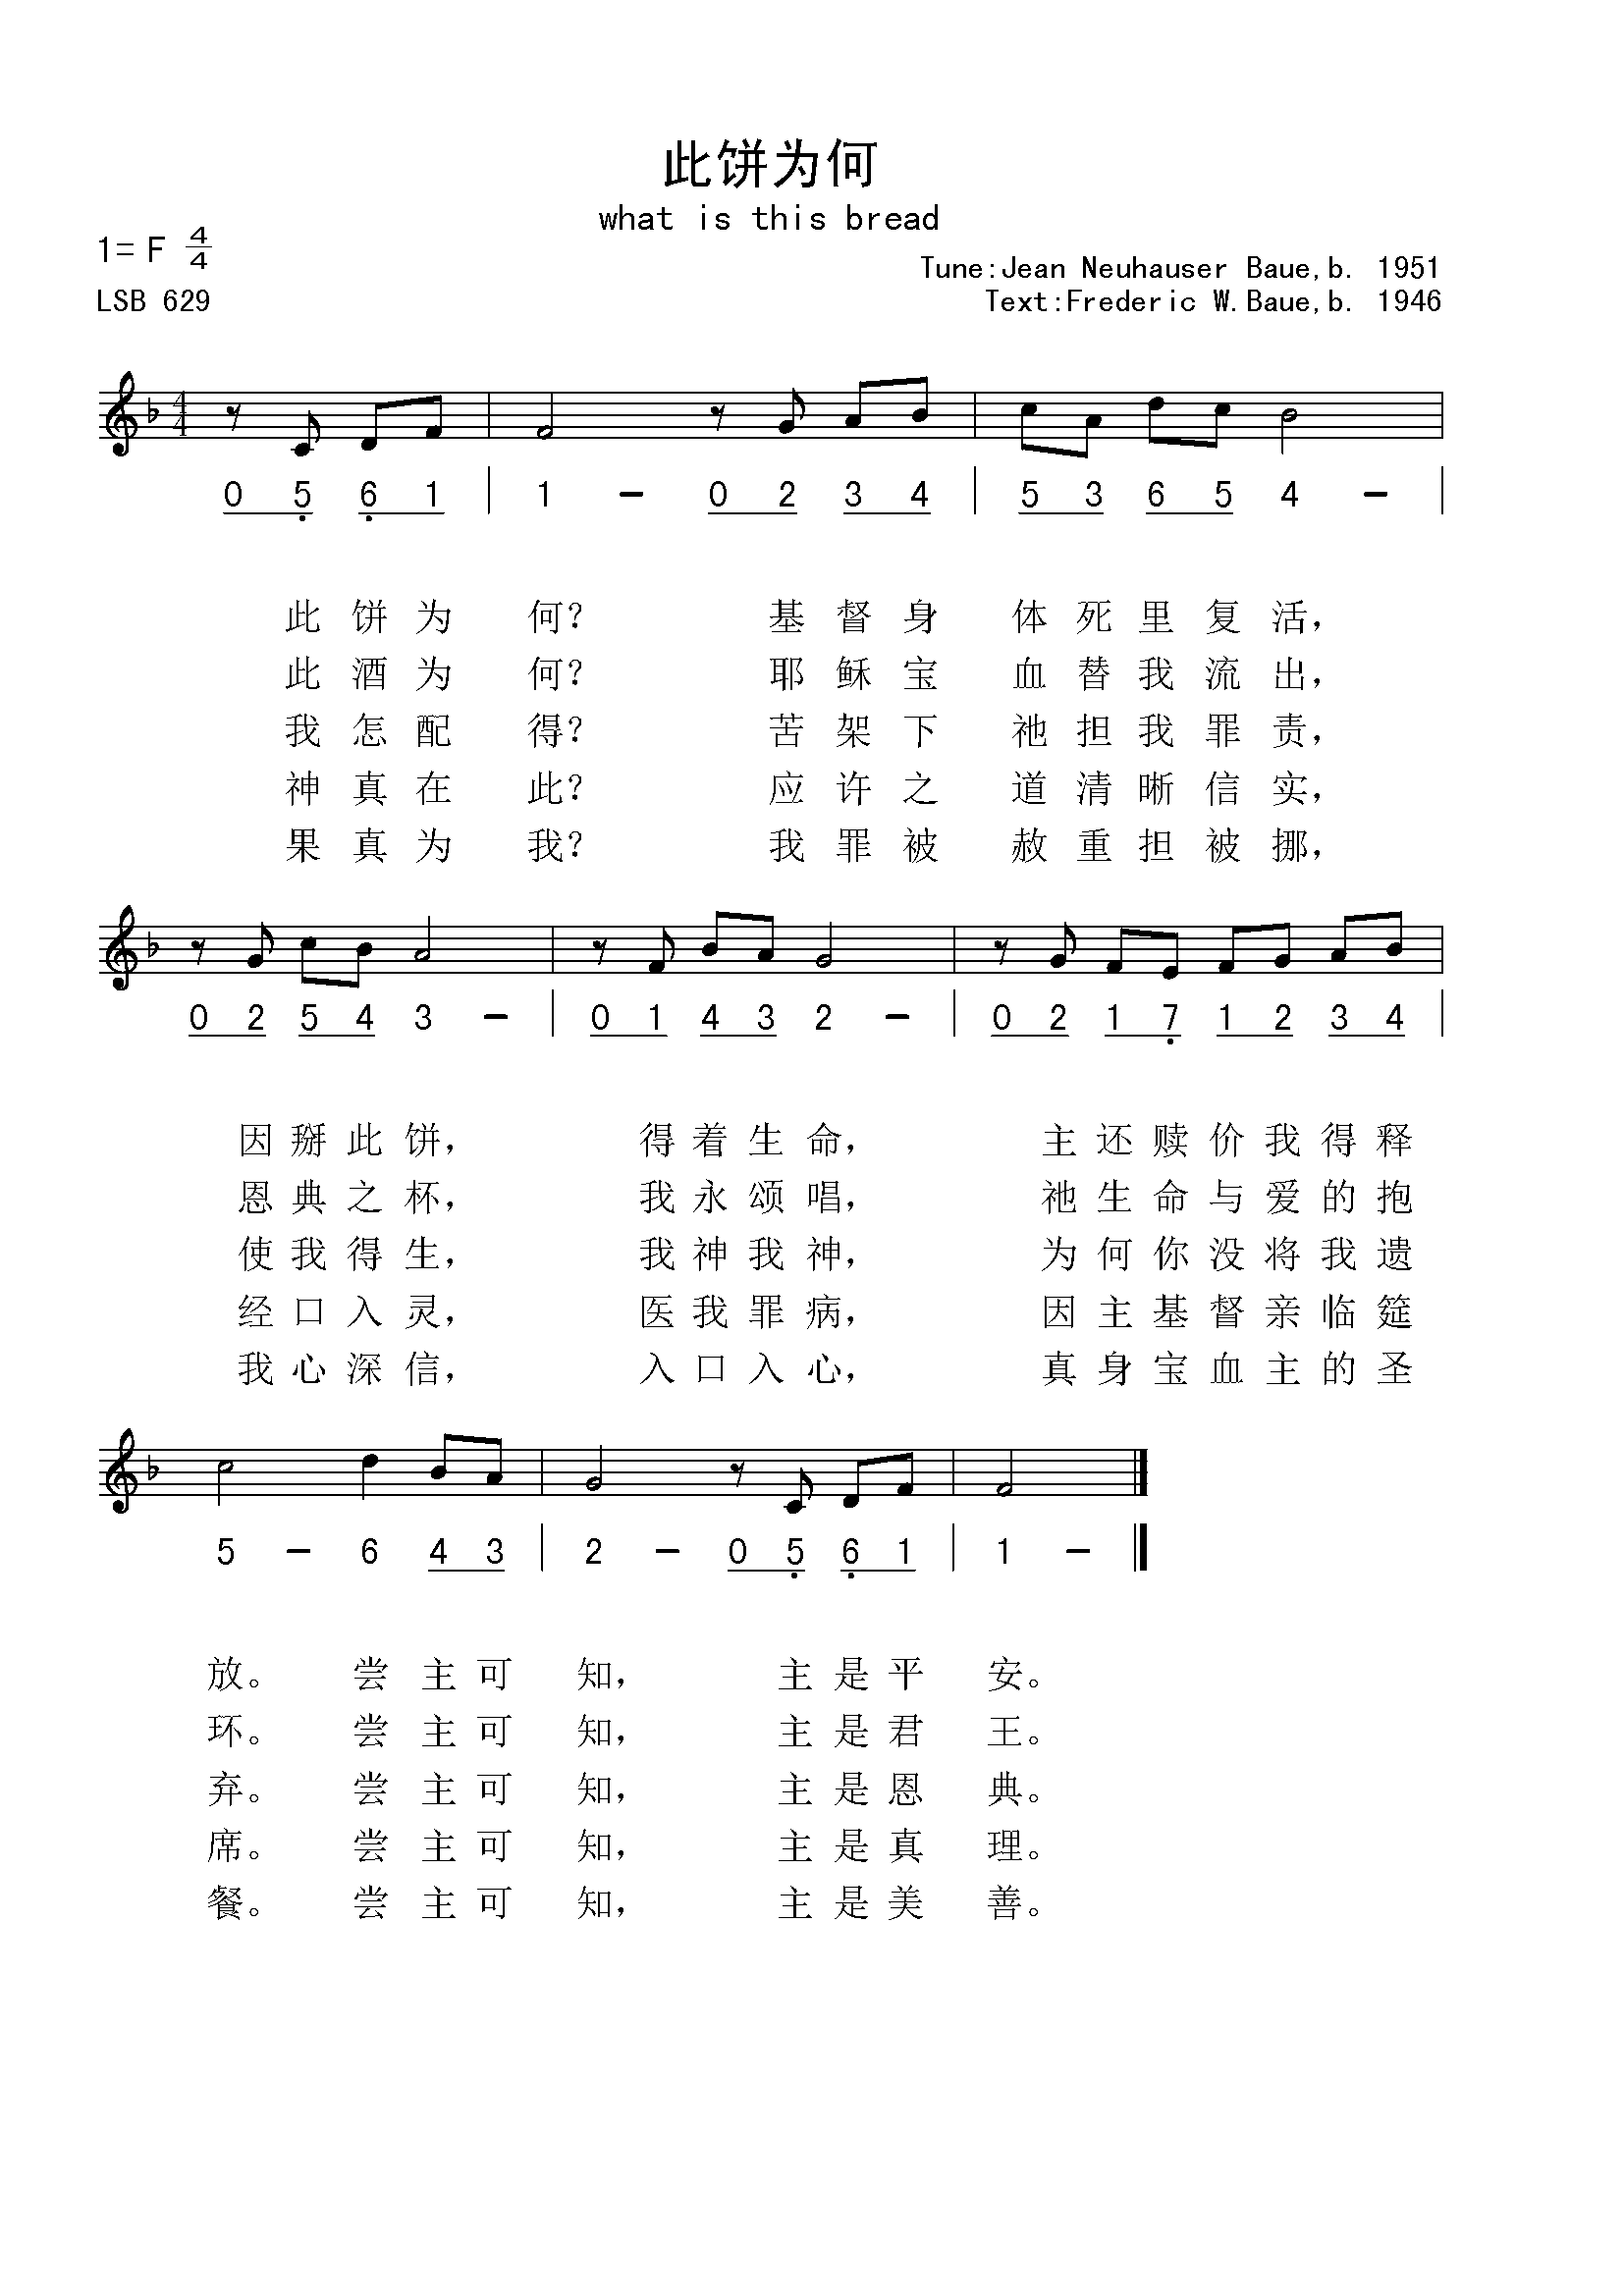 此饼为何
what is this bread
1= F 4/4
Tune:Jean Neuhauser Baue,b. 1951
LSB 629
Text:Frederic W.Baue,b. 1946
4/4
0 5 6 1 | 1 - 0 2 3 4 | 5 3 6 5 4 - |
此 饼 为 何? 基 督 身 体 死 里 复 活,
此 酒 为 何? 耶 稣 宝 血 替 我 流 出,
我 怎 配 得? 苦 架 下 祂 担 我 罪 责,
神 真 在 此? 应 许 之 道 清 晰 信 实,
果 真 为 我? 我 罪 被 赦 重 担 被 挪,
0 2 5 4 3 - | 0 1 4 3 2 - | 0 2 1 7 1 2 3 4 |
因 掰 此 饼, 得 着 生 命, 主 还 赎 价 我 得 释
恩 典 之 杯, 我 永 颂 唱, 祂 生 命 与 爱 的 抱
使 我 得 生, 我 神 我 神, 为 何 你 没 将 我 遗
经 口 入 灵, 医 我 罪 病, 因 主 基 督 亲 临 筵
我 心 深 信, 入 口 入 心, 真 身 宝 血 主 的 圣
5 - 6 4 3 | 2 - 0 5 6 1 | 1 - |
放。 尝 主 可 知, 主 是 平 安。
环。 尝 主 可 知, 主 是 君 王。
弃。 尝 主 可 知, 主 是 恩 典。
席。 尝 主 可 知, 主 是 真 理。
餐。 尝 主 可 知, 主 是 美 善。